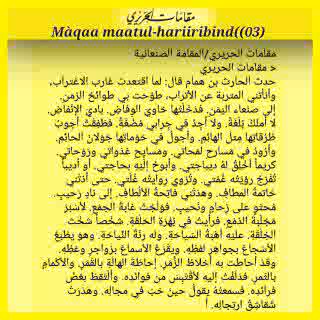 مقامات الحريري
Màqaa maatul-hariiribind((03)
مقامات الحريري/المقامة الصنعانية
< مقامات الحريري
حدث الحارث بن همام قال: لما اقتعدت غارب الاغتراب.
وأنأتني المتربة عن الأتراب. طوّحت بي طوائح الزمن.
إلى صنعاء اليمن. فدخلتها خاوي الوفاض. بادي الإنفاض.
لا أملك بُلغة. ولا أجد في جرابي مضغة. فطفقت أجوب
طرقاتها مثل الهائم. وأجول في حوماتها جولان الحائم.
وأرود في مسارح لمحاتي. ومسايح غدواتي وروحاتي.
كريما أخلق له ديباجتي. وأبوح إليه بحاجتي. أو أديبا
تفرج رؤيته غمتي. وتروي روايته غلتي. حتى أدتني
خاتمة المطاف. وهدتني فاتحة الألطاف. إلى ناد رحيب.
محتو على زحام ونحيب. فولجت غابة الجمع. لأسبر
مجلبة الدمع. فرأيت في بهرة الحلقة. شخصا شخت
الخلقة. عليه أهبة السياحة. وله رنة النياحة. وهو يطبع
الأسجاع بجواهر لفظه. ويقرع الأسماع بزواجر وعظه.
وقد أحاطت به أخلاط الزمر. إحاطة الهالة بالقمر. والأكمام
بالثمر. فدلفت إليه لأقتبس من فوائده. وألتقط بعض
فرائده. فسمعته يقول حين خب في مجاله. وهدرت
شقاشق ارتجاله. أ